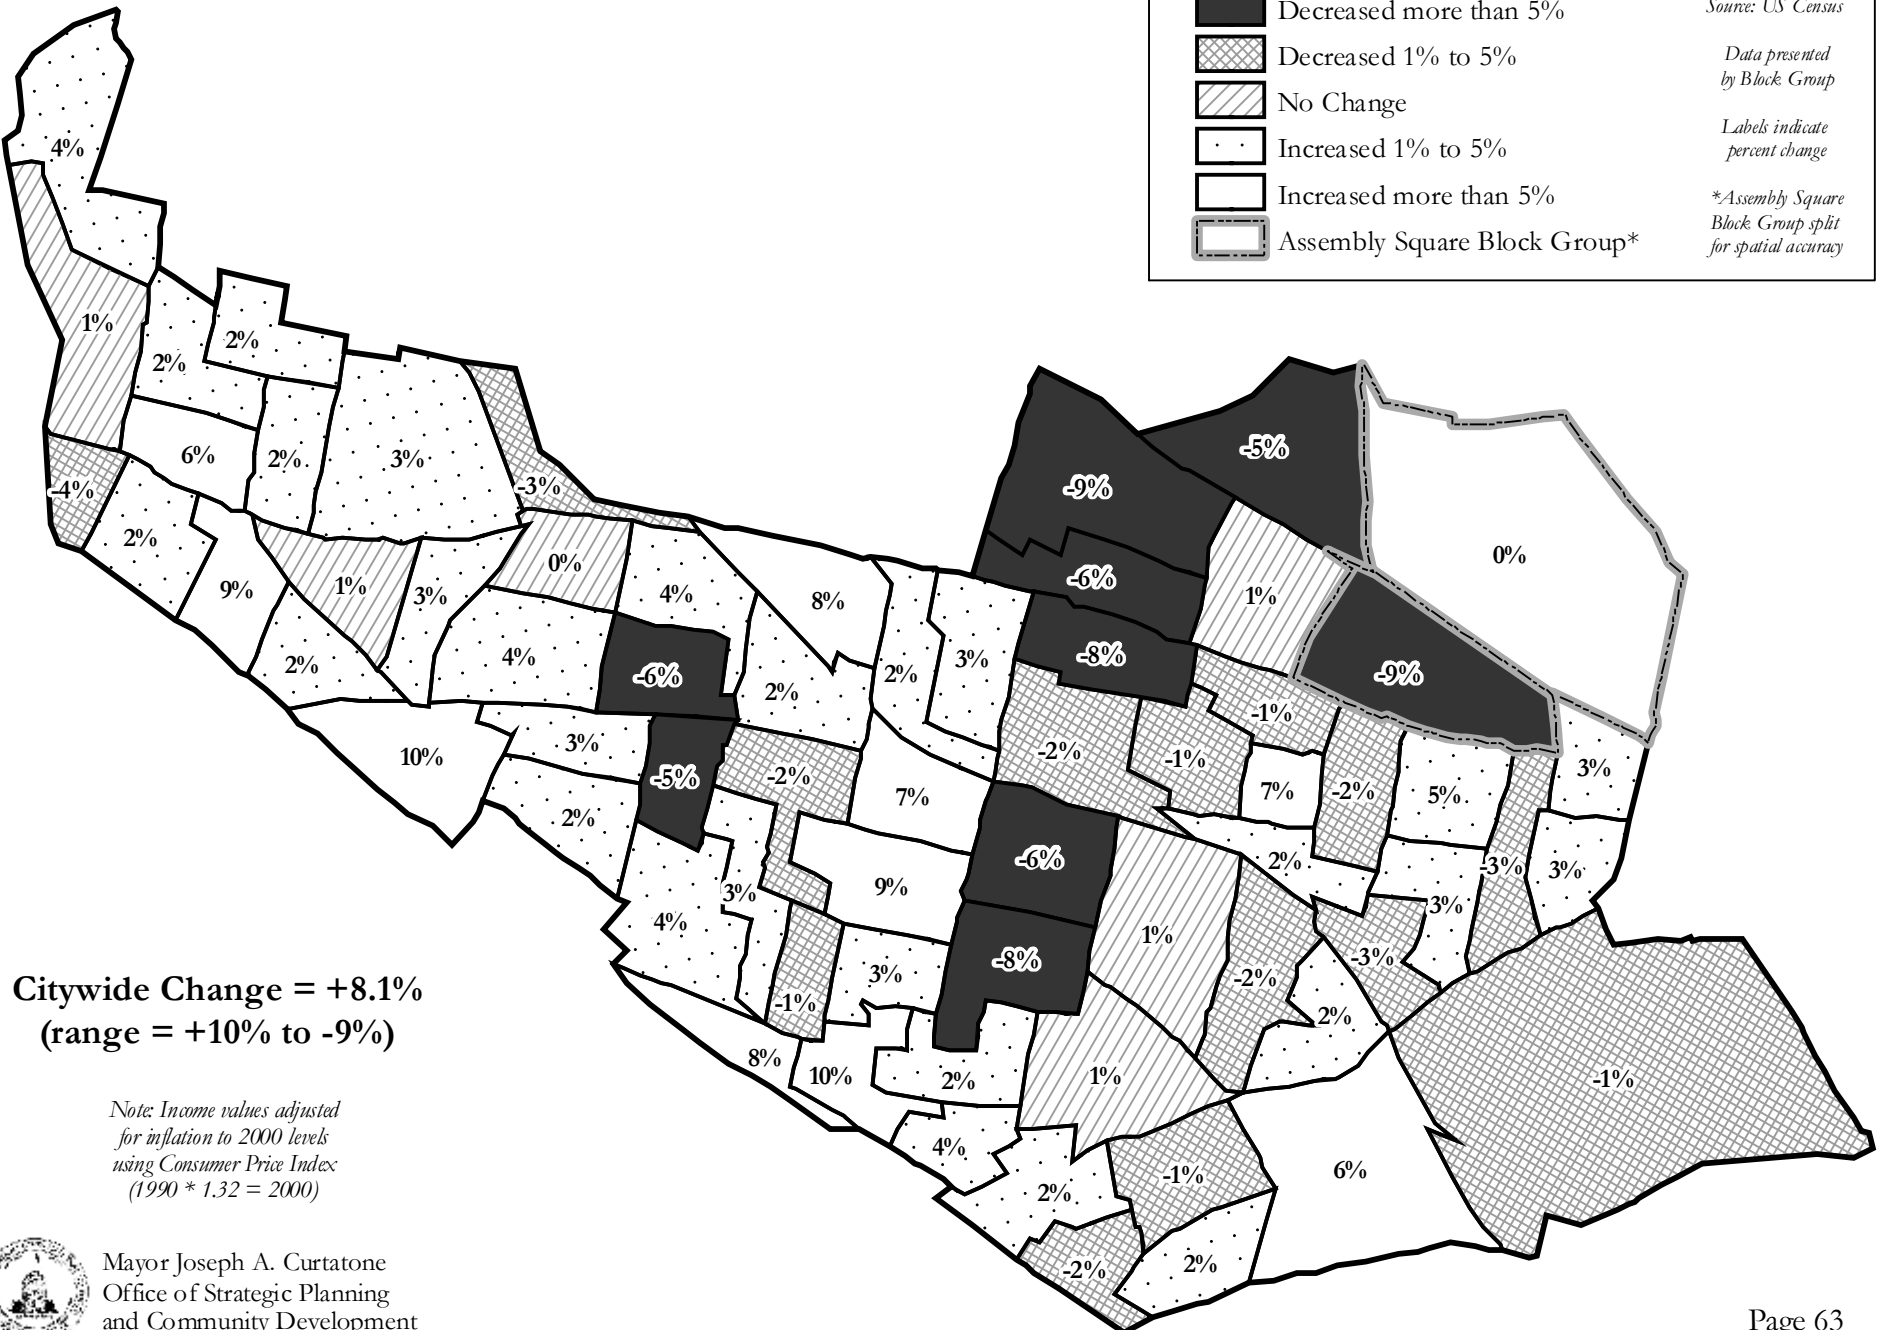 Decreased more than 5%
Decreased 1% to 5%
No Change
Increased 1% to 5%
Increased more than 5%
Assembly Square Block Group*
Source: US Census
Data presented
by Block Group
Labels indicate
percent change
*Assembly Square
Block Group split
for spatial accuracy
4%
1%
2%
2%
6%
2%
3%
-3%
-4%
2%
9%
1%
3%
0%
4%
8%
2%
4%
-6%
2%
2%
3%
10%
3%
-5%
-2%
7%
2%
4%
3%
9%
-1%
3%
8%
10%
2%
4%
-9%
-5%
0%
-6%
1%
-8%
-9%
-2%
-1%
-1%
7%
-2%
5%
3%
-6%
2%
-3%
3%
3%
-8%
1%
-2%
-3%
2%
1%
-1%
-1%
6%
2%
-2%
2%
Citywide Change = +8.1%
(range = +10% to -9%)
Note: Income values adjusted
for inflation to 2000 levels
using Consumer Price Index
(1990 * 1.32 = 2000)
Mayor Joseph A. Curtatone
Office of Strategic Planning
and Community Development
Page 63